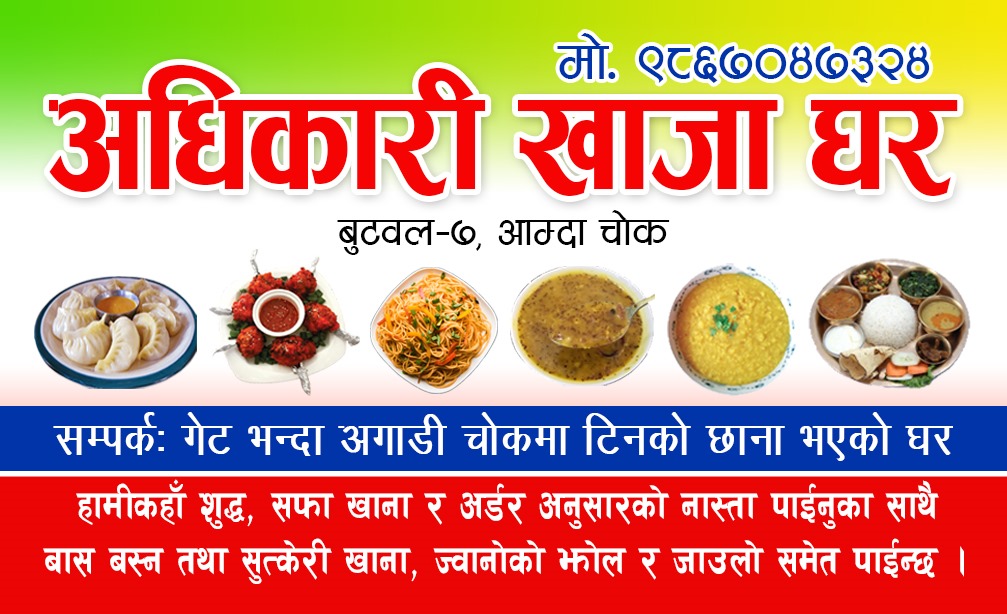 मो. ९८६७०४७३२४
अधिकारी खाजा घर
बुटवल-७, आम्दा चोक
सम्पर्क: गेट भन्दा अगाडी चोकमा टिनको छाना भएको घर
हामीकहाँ शुद्ध, सफा खाना र अर्डर अनुसारको नास्ता पाईनुका साथै
बास बस्न तथा सुत्केरी खाना, ज्वानोको झोल र जाउलो समेत पाईन्छ ।